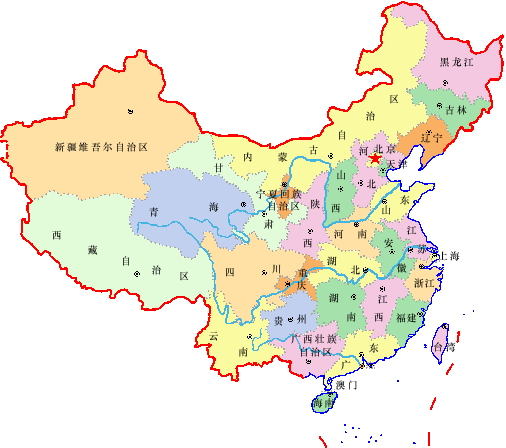 黑龙江
吉林
辽宁
内蒙古自治区
北京
天津
河北
新疆维吾尔自治区
甘肃
宁夏回族
自治区
山西
山东
陕西
青海
西藏自治区
河南
江苏
安徽
上海
四川
重庆
湖北
浙江
湖南
江西
贵州
福建
云南
广西壮族
自治区
广东
台湾
澳门
海南